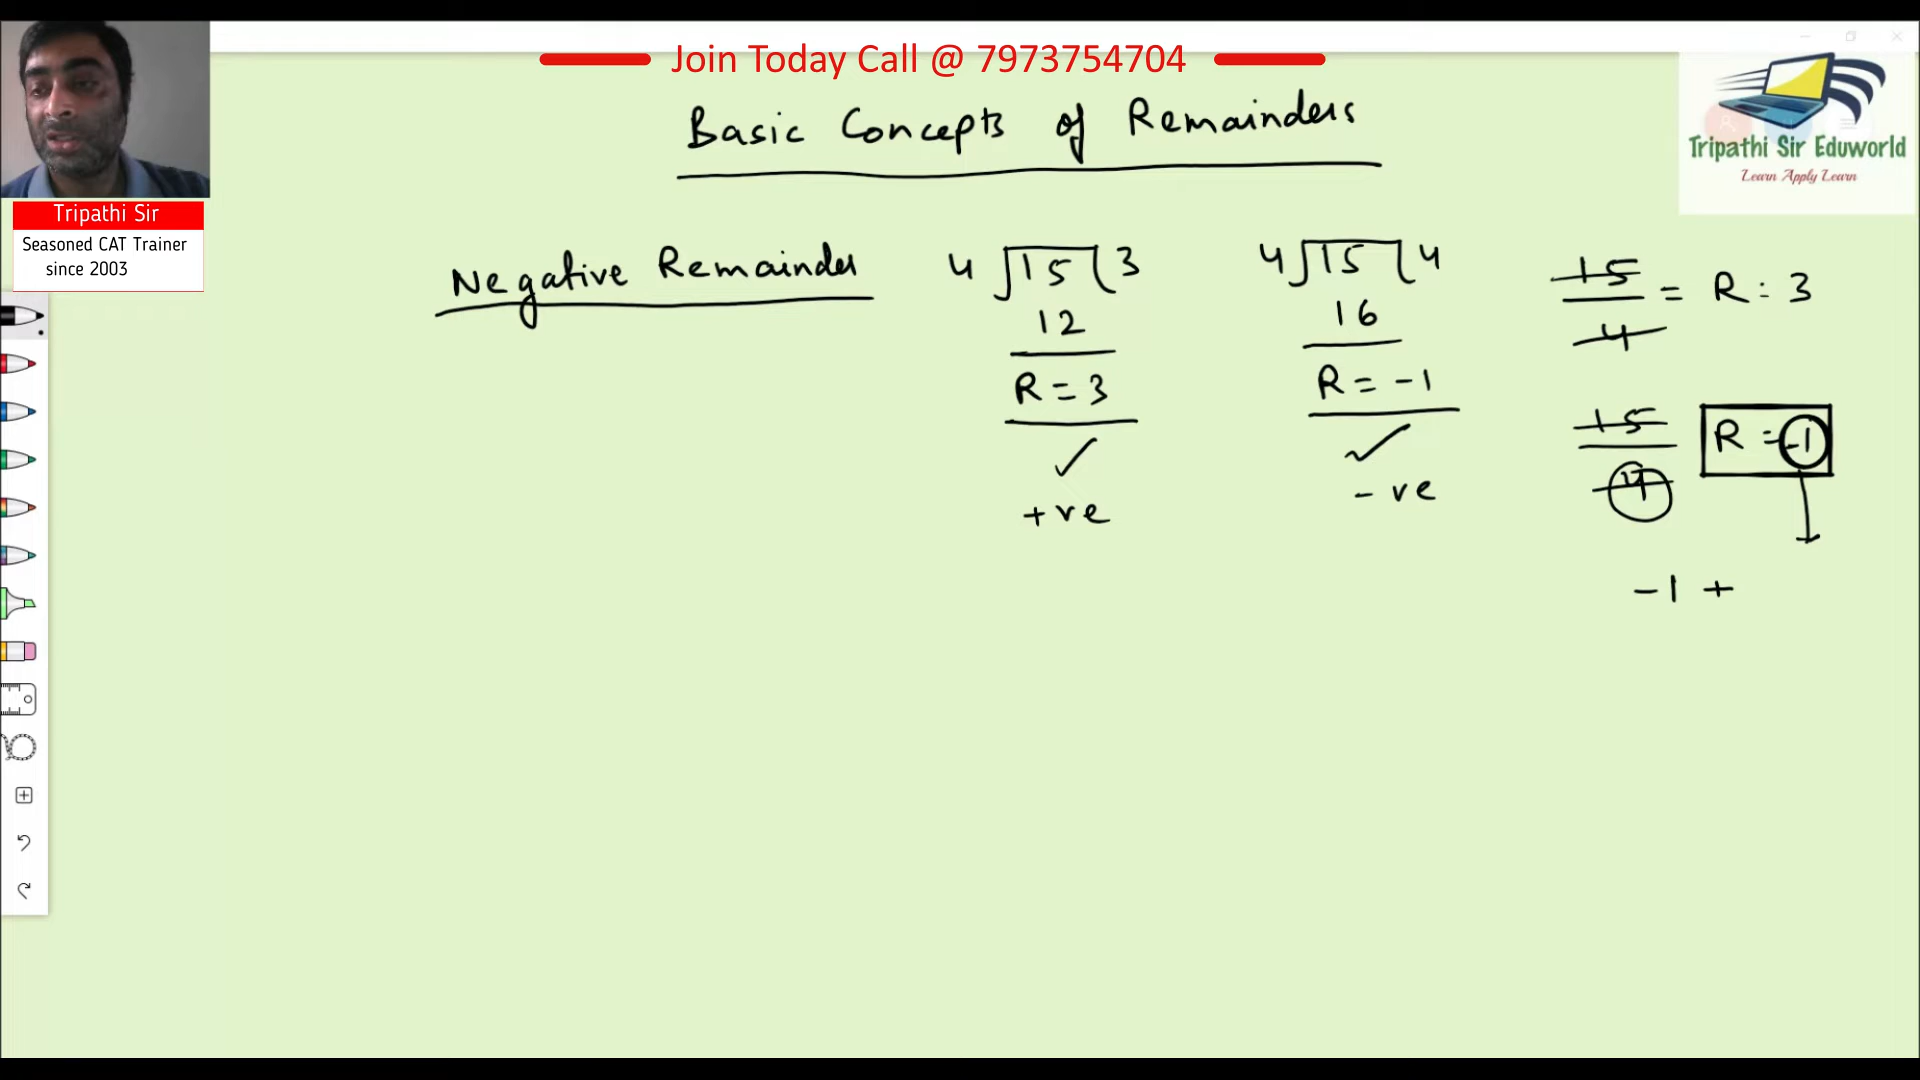 Join Today Call @ 7973754704
Basic Concepts of Remainders
Tripathi Sir Eduworld
Learn Apply Learn
Tripathi Sir
Seasoned CAT Trainer
since 2003
Negative Remainder
4 15 3
12
R = 3
✓
+ve
4 15 4
16
R = -1
✓
-ve
15
4
= R : 3
15
4
R = -1
-1 +